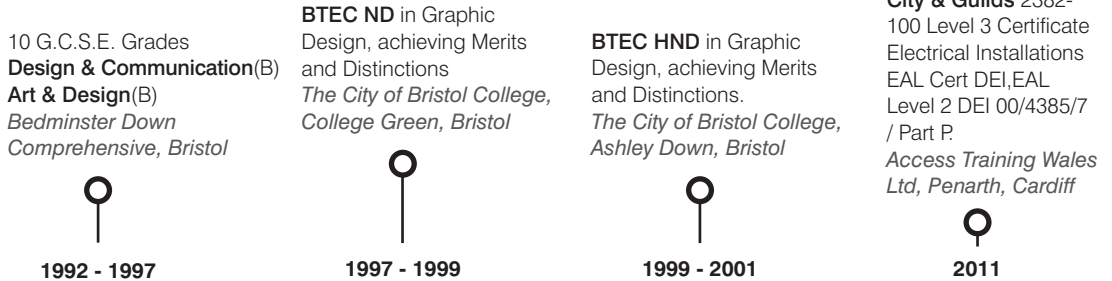 10 G.C.S.E. Grades
Design & Communication(B)
Art & Design(B)
Bedminster Down
Comprehensive, Bristol
1992 - 1997
BTEC ND in Graphic
Design, achieving Merits
and Distinctions
The City of Bristol College,
College Green, Bristol
1997 - 1999
BTEC HND in Graphic
Design, achieving Merits
and Distinctions.
The City of Bristol College,
Ashley Down, Bristol
1999 - 2001
City & Guilds 2382-
100 Level 3 Certificate
Electrical Installations
EAL Cert DEI,EAL
Level 2 DEI 00/4385/7
/ Part P.
Access Training Wales
Ltd, Penarth, Cardiff
2011